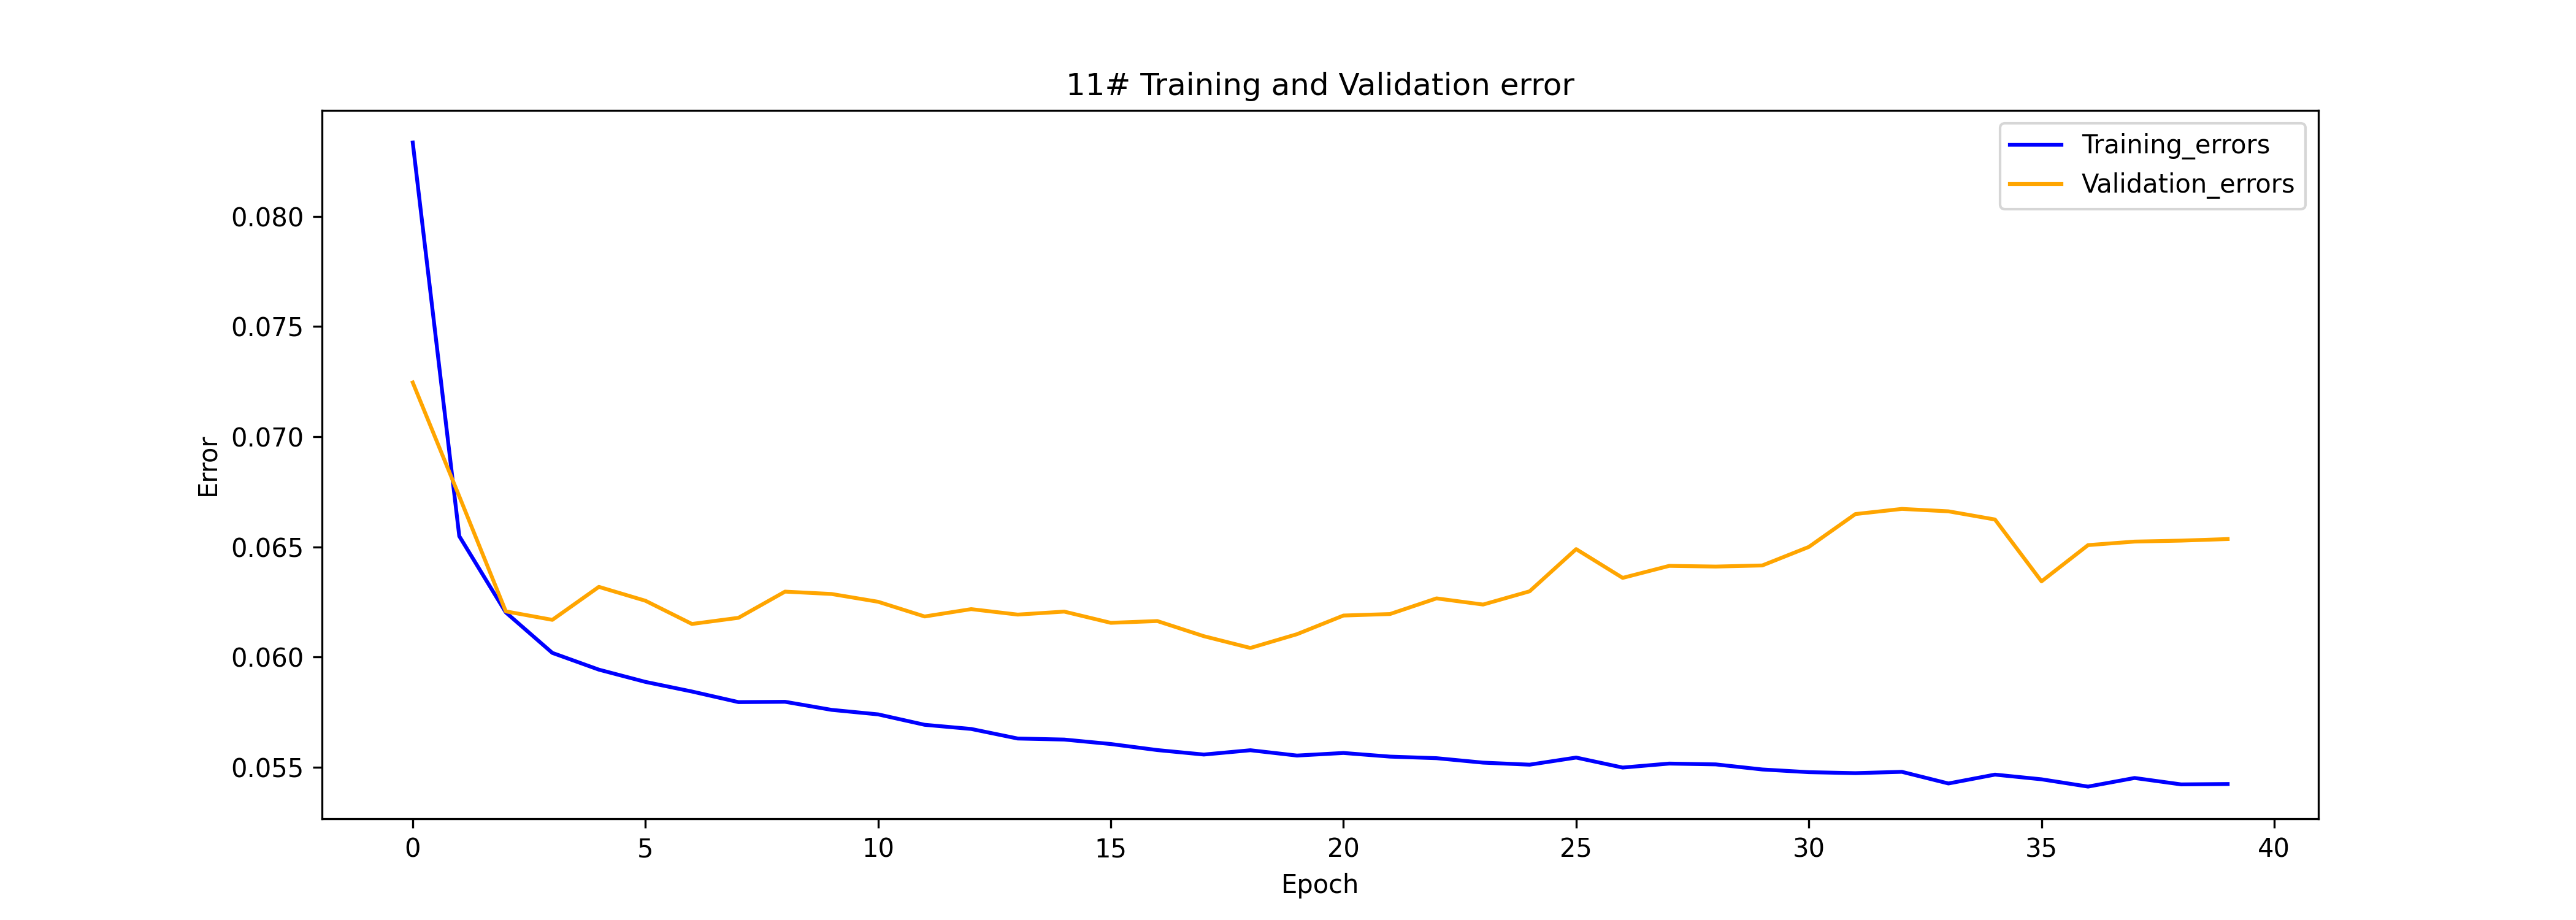 11# Training and Validation error
Training_errors
Validation_errors
0.080
0.075
0.070
0.065
0.060
0.055
Error
0 5 10 15 20 25 30 35 40
Epoch